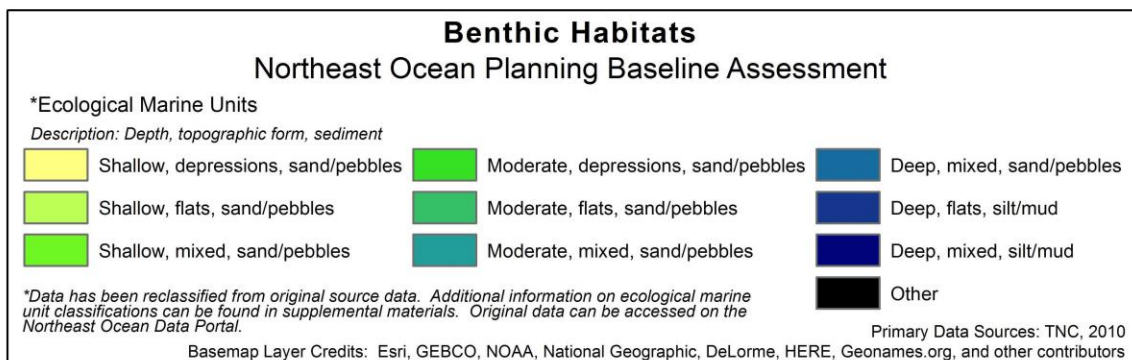 Benthic Habitats
Northeast Ocean Planning Baseline Assessment
*Ecological Marine Units
Description: Depth, topographic form, sediment
Shallow, depressions, sand/pebbles
Shallow, flats, sand/pebbles
Shallow, mixed, sand/pebbles
Moderate, depressions, sand/pebbles
Moderate, flats, sand/pebbles
Moderate, mixed, sand/pebbles
Deep, mixed, sand/pebbles
Deep, flats, silt/mud
Deep, mixed, silt/mud
Other
*Data has been reclassified from original source data. Additional information on ecological marine
unit classifications can be found in supplemental materials. Original data can be accessed on the
Northeast Ocean Data Portal.
Primary Data Sources: TNC, 2010
Basemap Layer Credits: Esri, GEBCO, NOAA, National Geographic, DeLorme, HERE, Geonames.org, and other contributors